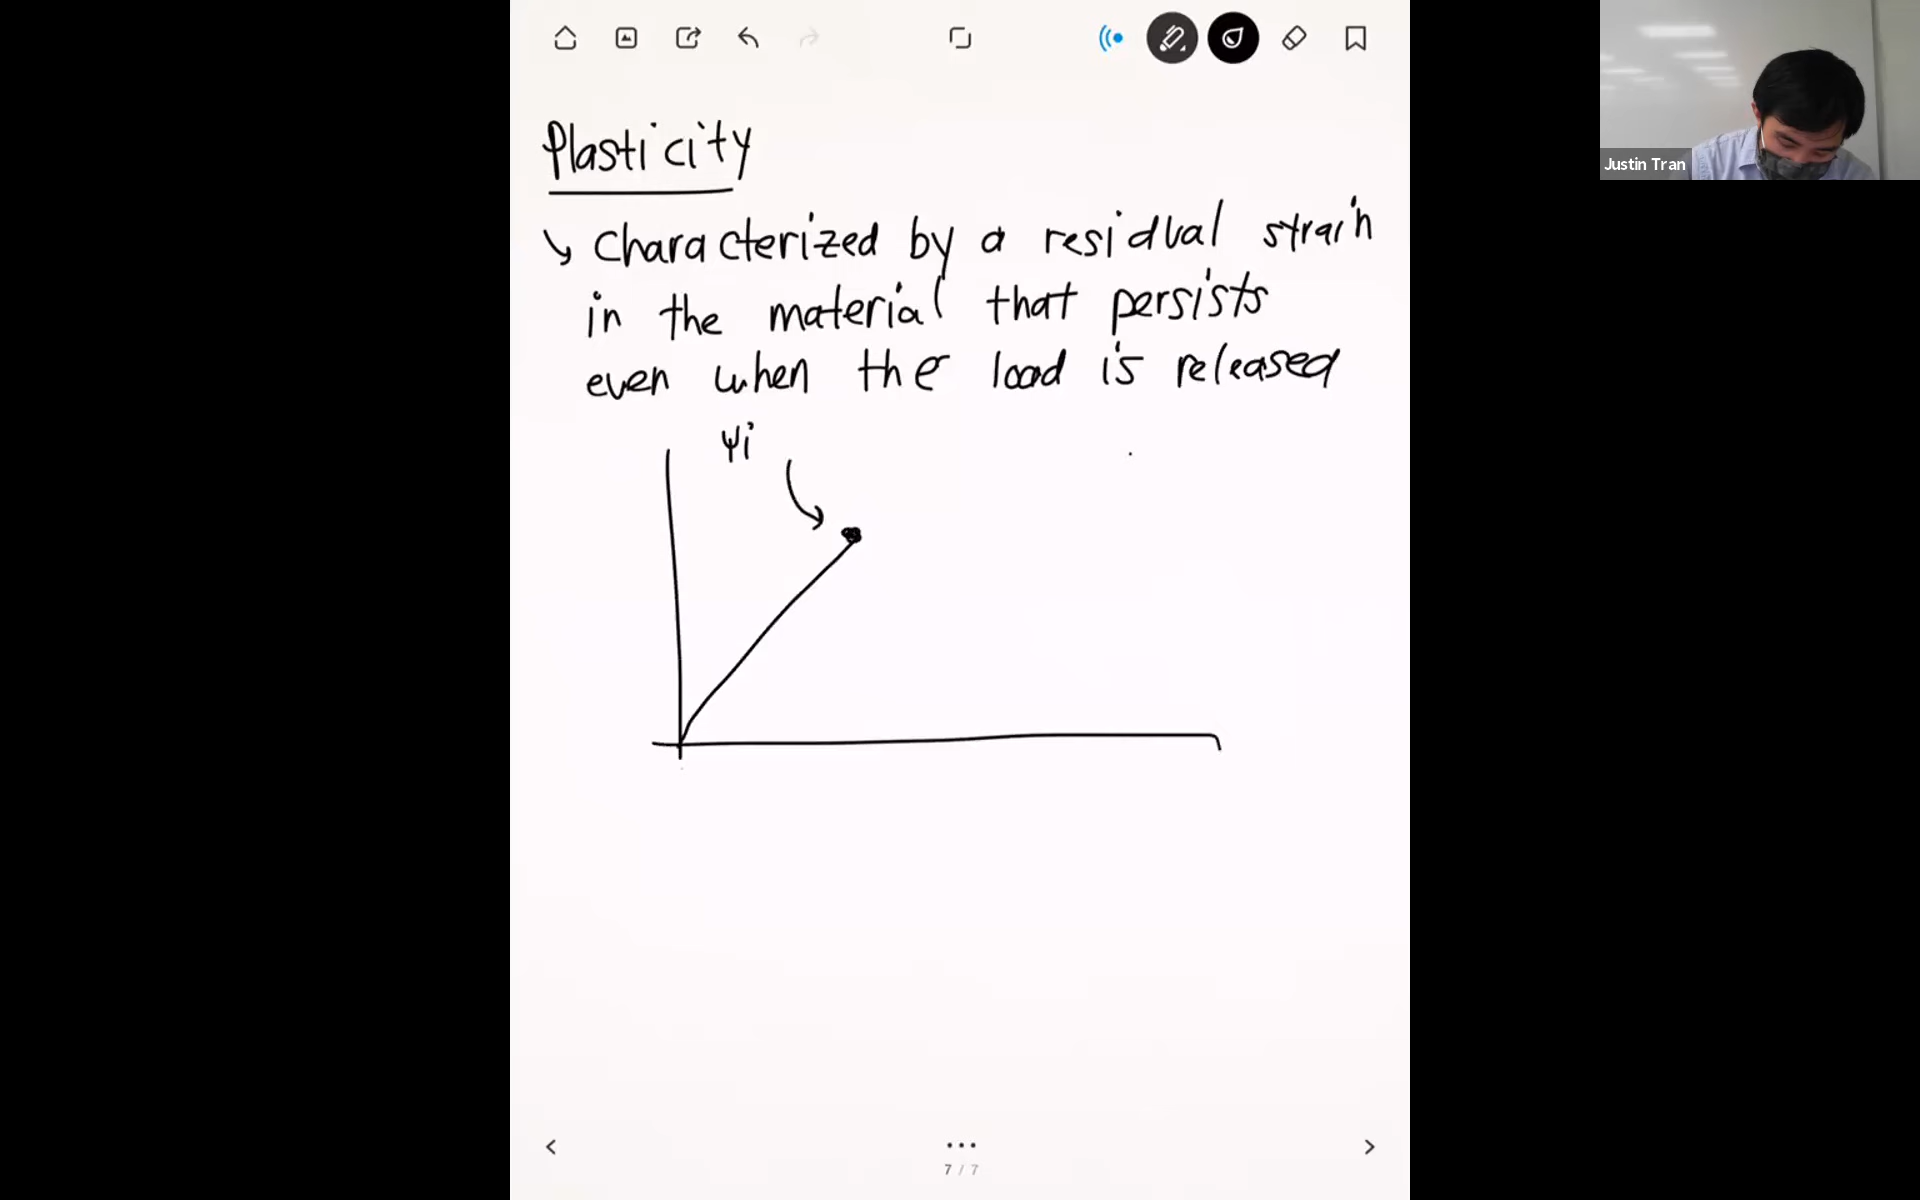 Plasticity
↳ Characterized by a residual strain
in the material that persists
even when the load is released
Yi
7 / 7
Justin Tran